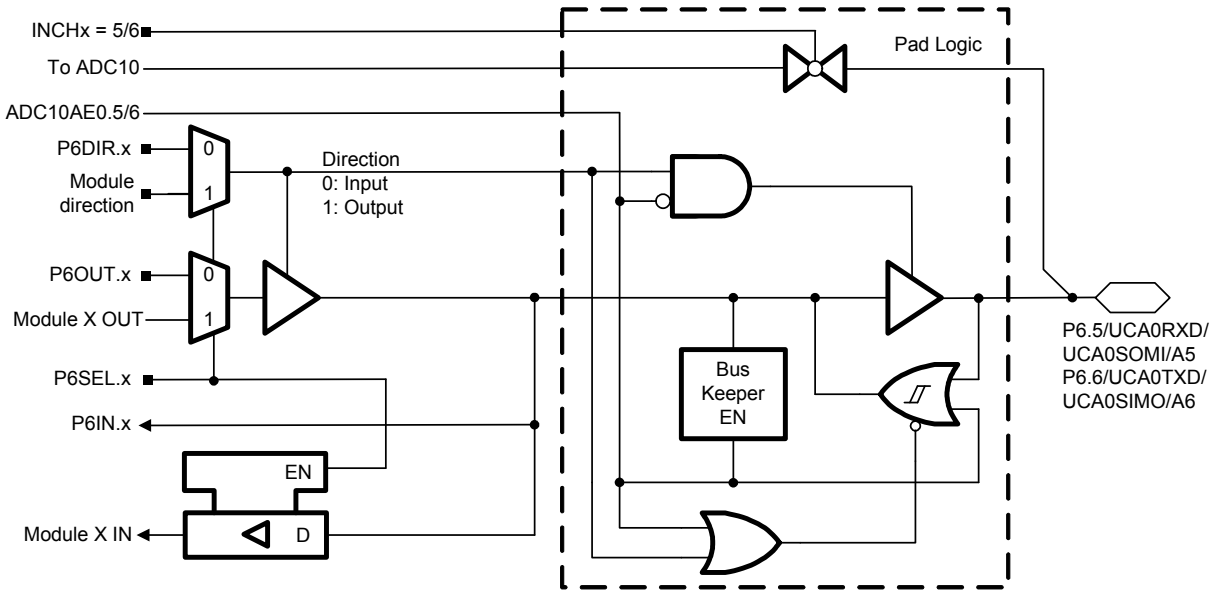 INCHx = 5/6
Pad Logic
To ADC10
ADC10AE0.5/6
P6DIR.x
0
Direction
0: Input
1: Output
Module
direction
1
P6OUT.x
0
Module X OUT
1
P6.5/UCA0RXD/
UCA0SOMI/A5
P6.6/UCA0TXD/
UCA0SIMO/A6
Bus
Keeper
EN
P6SEL.x
P6IN.x
EN
Module X IN
D